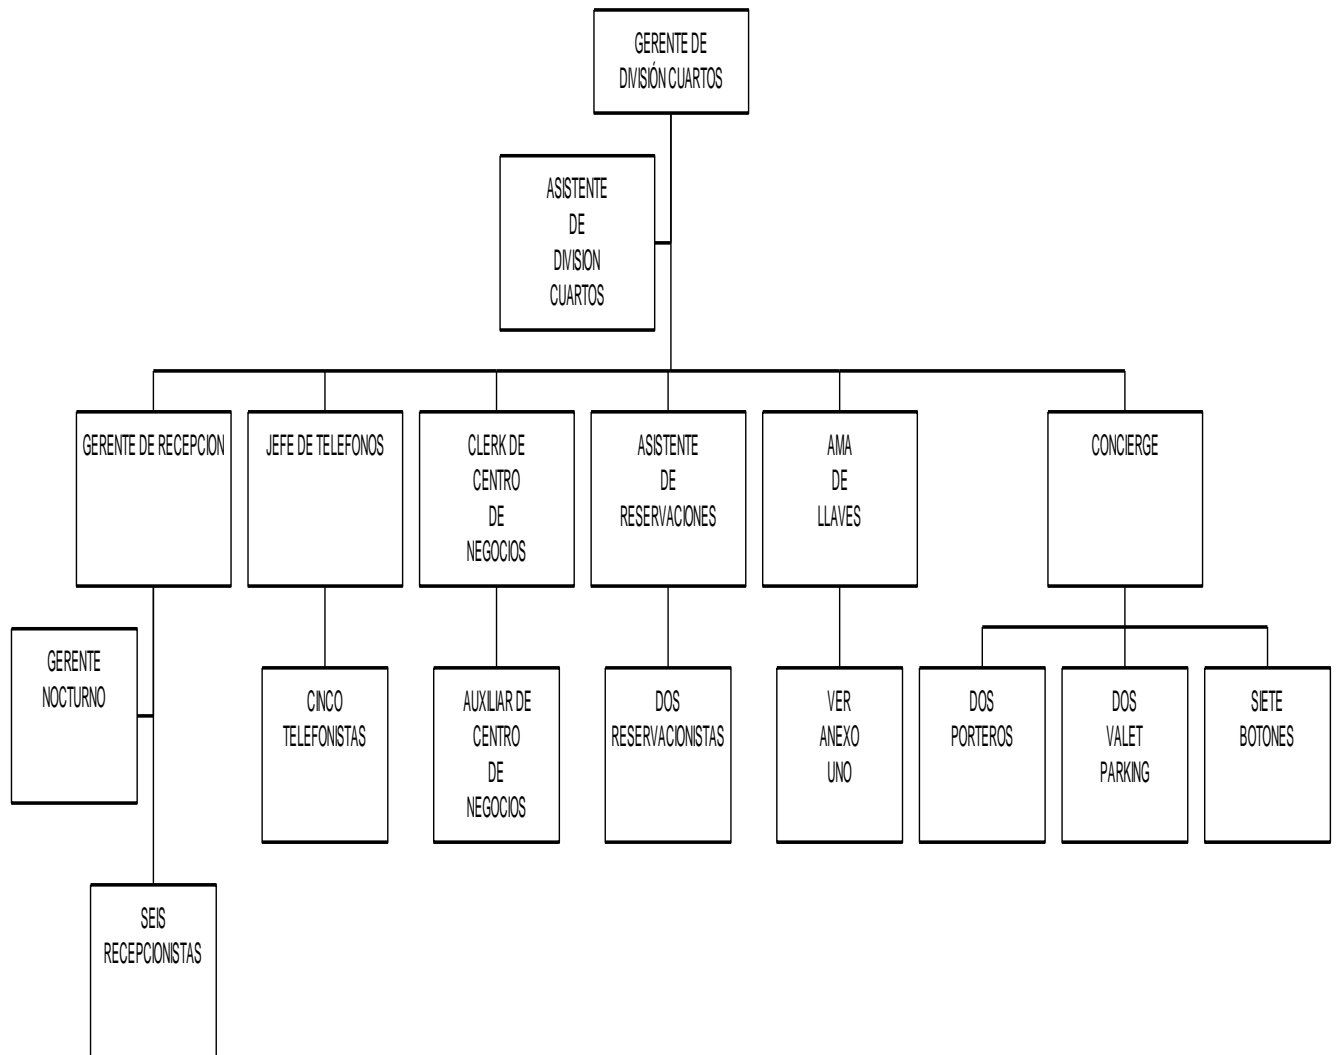 GERENTE DE
DIVISIÓN CUARTOS
ASISTENTE
DE
DIVISION
CUARTOS
GERENTE DE RECEPCION
JEFE DE TELEFONOS
CLERK DE
CENTRO
DE
NEGOCIOS
ASISTENTE
DE
RESERVACIONES
AMA
DE
LLAVES
CONCIERGE
GERENTE
NOCTURNO
CINCO
TELEFONISTAS
AUXILIAR DE
CENTRO
DE
NEGOCIOS
DOS
RESERVACIONISTAS
VER
ANEXO
UNO
DOS
PORTEROS
DOS
VALET
PARKING
SIETE
BOTONES
SEIS
RECEPCIONISTAS